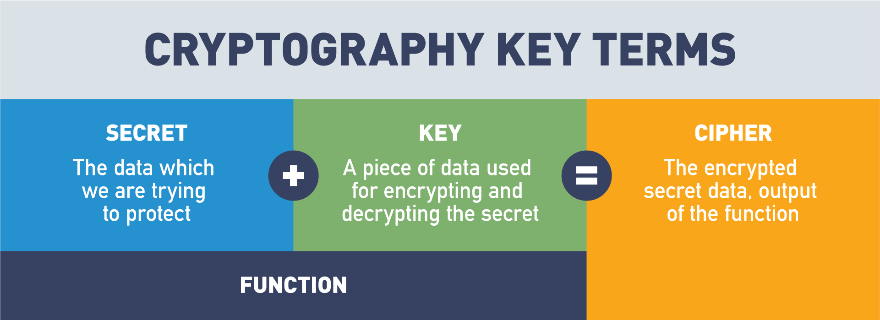 CRYPTOGRAPHY KEY TERMS
SECRET
The data which
we are trying
to protect
+
KEY
A piece of data used
for encrypting and
decrypting the secret
=
CIPHER
The encrypted
secret data, output
of the function
FUNCTION